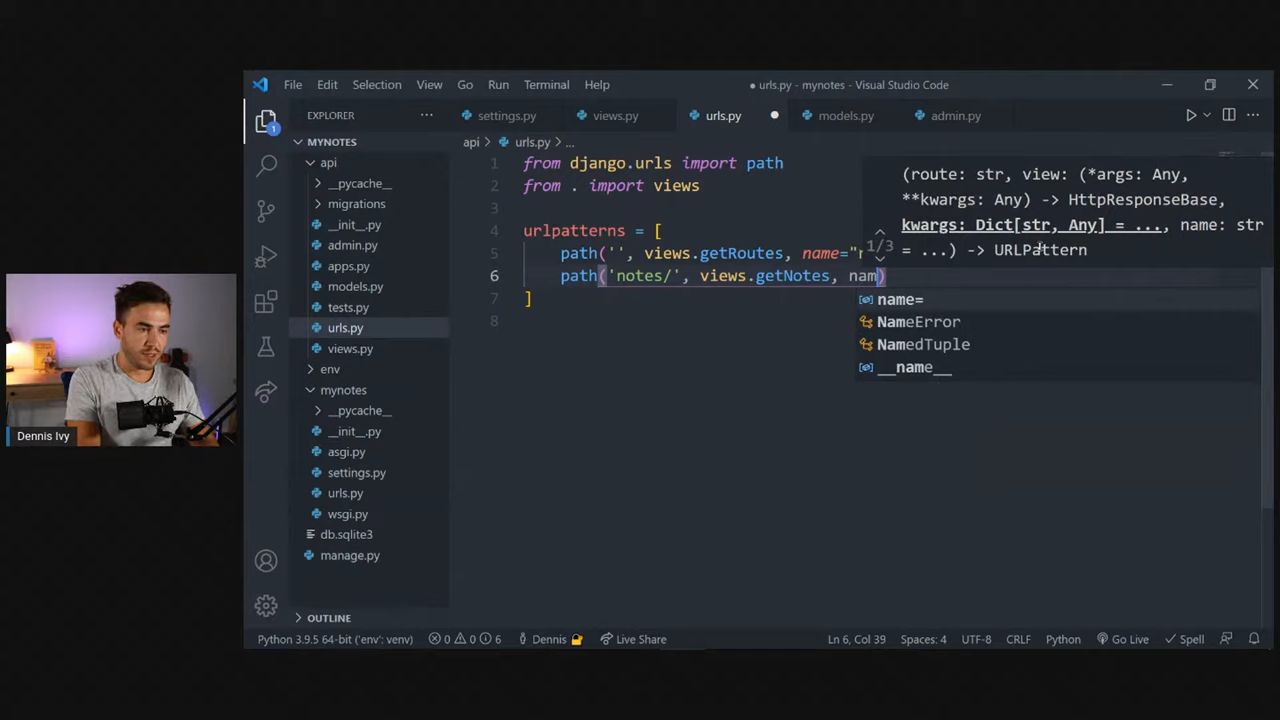 File Edit Selection View Go Run Terminal Help
● urls.py - mynotes - Visual Studio Code
EXPLORER
settings.py
views.py
urls.py
models.py
admin.py
MYNOTES
api
__pycache__
migrations
__init__.py
admin.py
apps.py
models.py
tests.py
urls.py
views.py
env
mynotes
__pycache__
__init__.py
asgi.py
settings.py
urls.py
wsgi.py
db.sqlite3
manage.py
OUTLINE
api > urls.py > ...
1 from django.urls import path
2 from . import views
3
4 urlpatterns = [
5 path('', views.getRoutes, name="
6 path('notes/', views.getNotes, nam)
7 ]
8
(route: str, view: (*args: Any,
**kwargs: Any) -> HttpResponseBase,
kwargs: Dict[str, Any] = ..., name: str
1/3 = ...) -> URLPattern
name=
NameError
NamedTuple
__name__
Dennis Ivy
1
Python 3.9.5 64-bit ('env': venv) 0 0 6 Dennis Live Share Ln 6, Col 39 Spaces: 4 UTF-8 CRLF Python Go Live Spell